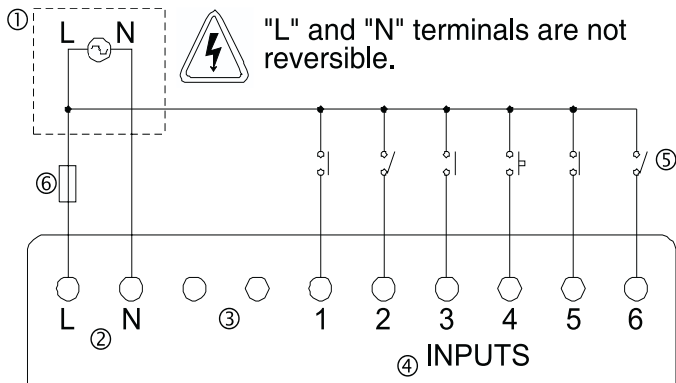 ① L N "L" and "N" terminals are not
reversible.
⑤
⑥
L N 1 2 3 4 5 6
② ③
④ INPUTS